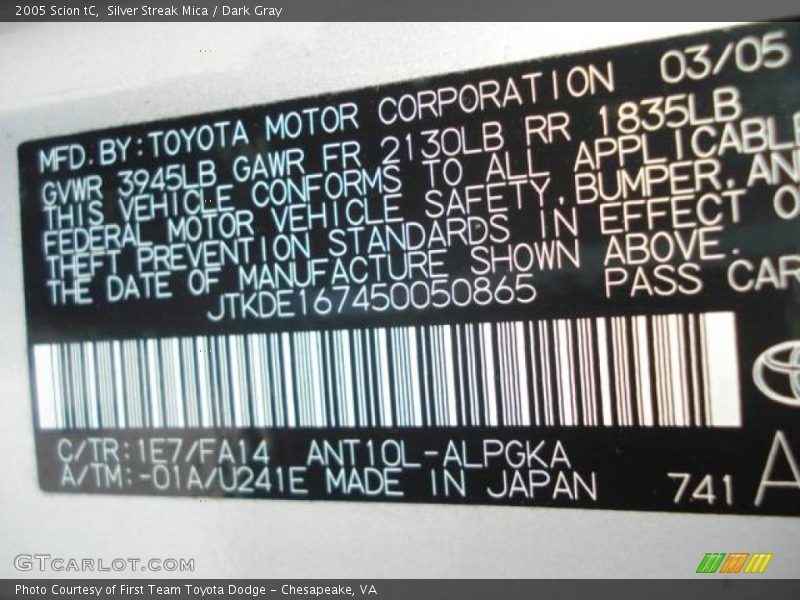 2005 Scion tC,  Silver Streak Mica / Dark Gray
MFD. BY: TOYOTA MOTOR CORPORATION 03/05
GVWR 3945LB GAWR FR 2130LB RR 1835LB
THIS VEHICLE CONFORMS TO ALL APPLICABLE
FEDERAL MOTOR VEHICLE SAFETY, BUMPER, AN
THEFT PREVENTION STANDARDS IN EFFECT O
THE DATE OF MANUFACTURE SHOWN ABOVE.
JTKDE167450050865 PASS CAR
C/TR: 1E7/FA14 ANT10L-ALPGKA
A/TM: -01A/U241E MADE IN JAPAN 741 A
GTCARLOT.COM
Photo Courtesy of First Team Toyota Dodge – Chesapeake, VA